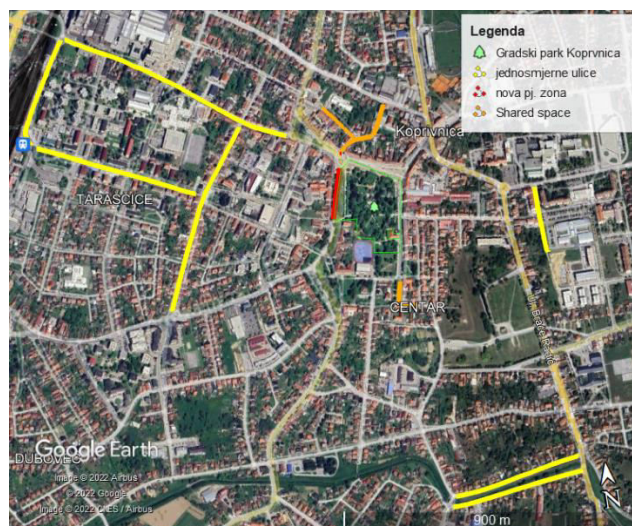 Legenda
Gradski park Koprvnica
jednosmjerne ulice
nova pj. zona
Shared space
Koprivnica
TARAŠČICE
CENTAR
Google Earth
DUBOVEC
Image © 2022 Airbus
© 2022 Google
Image © 2022 CNES / Airbus
900 m
N